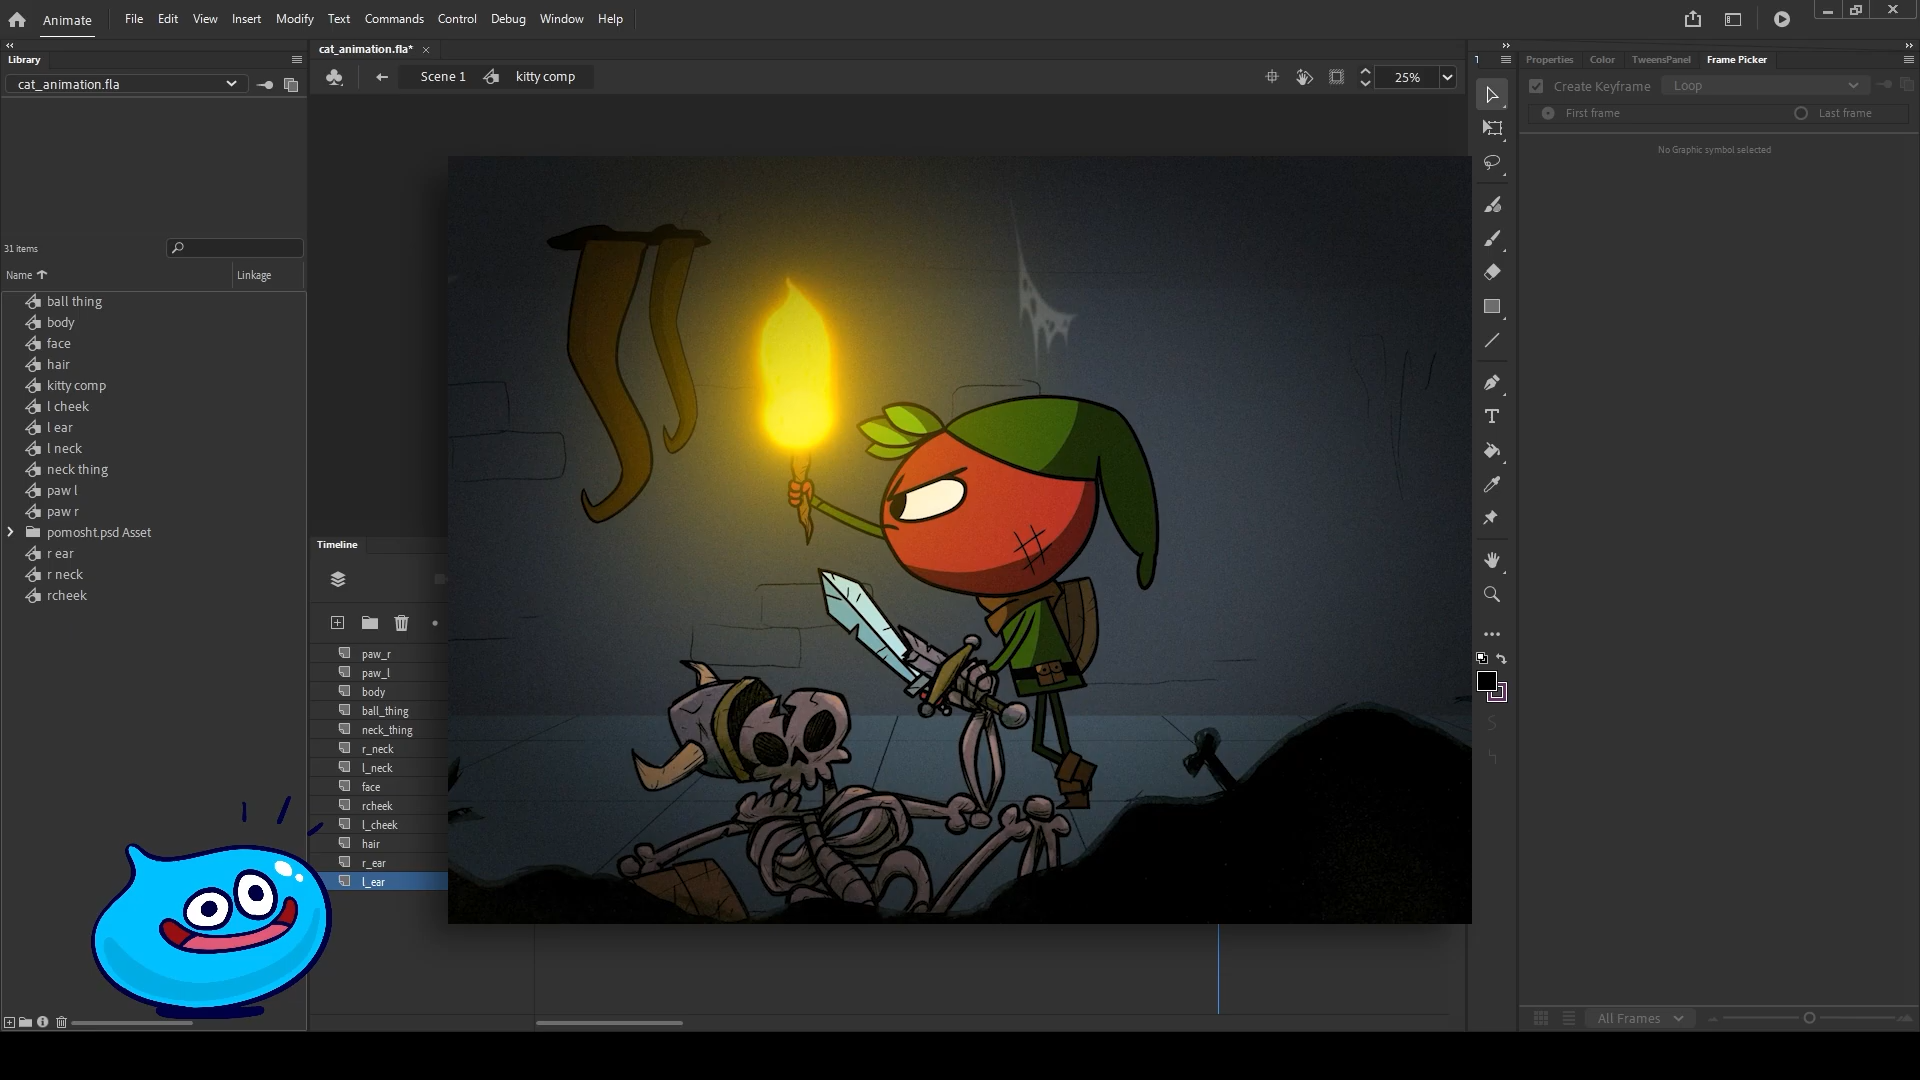 Animate File Edit View Insert Modify Text Commands Control Debug Window Help
Library
cat_animation.fla
31 items
Name Linkage
ball thing
body
face
hair
kitty comp
l cheek
l ear
l neck
neck thing
paw l
paw r
pomosht.psd Asset
r ear
r neck
rcheek
cat_animation.fla*
Scene 1 kitty comp 25%
Timeline
paw_r
paw_l
body
ball_thing
neck_thing
r_neck
l_neck
face
rcheek
l_cheek
hair
r_ear
l_ear
T
Properties Color TweensPanel Frame Picker
Create Keyframe Loop
First frame Last frame
No Graphic symbol selected
All Frames